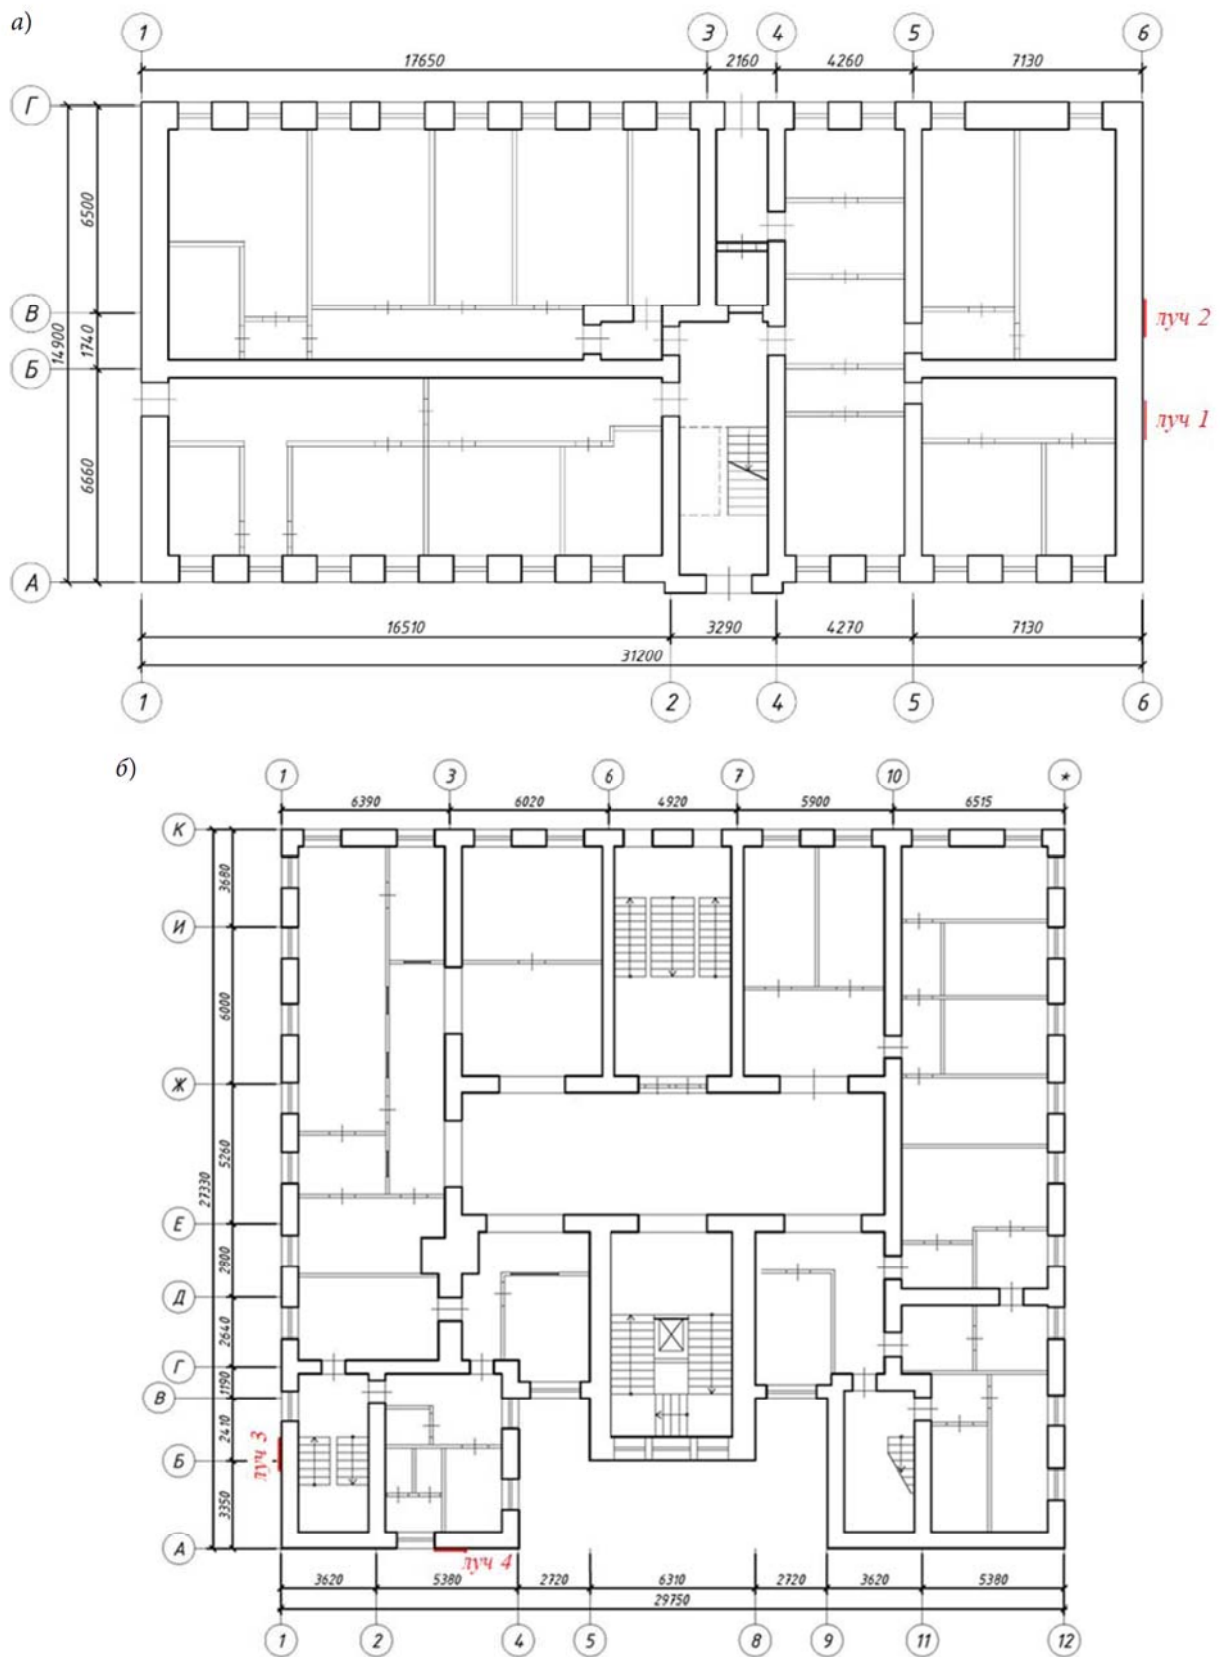 а)
1 3 4 5 6
17650 2160 4260 7130
Г
В
Б
А
6500
1740
6660
14900
луч 2
луч 1
16510 3290 4270 7130
31200
1 2 4 5 6
б)
1 3 6 7 10 *
6390 6020 4920 5900 6515
К
И
Ж
Е
Д
Г
В
Б
А
3680
6000
5260
2800
2640
1190
2410
3350
27330
луч 3
луч 4
3620 5380 2720 6310 2720 3620 5380
29750
1 2 4 5 8 9 11 12